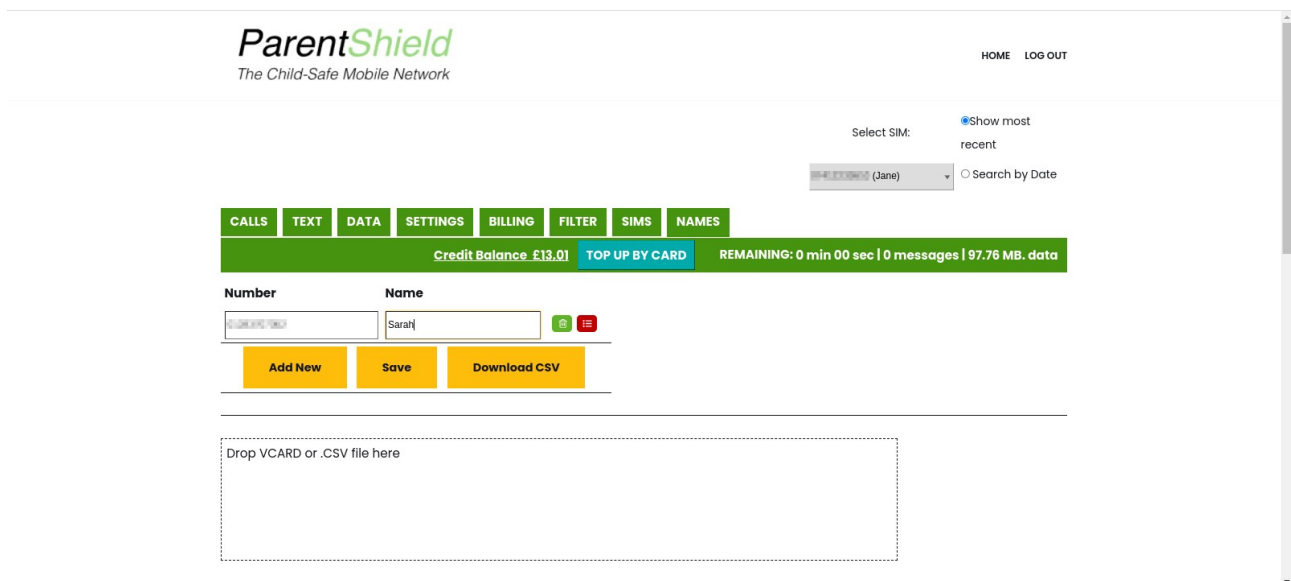 ParentShield
The Child-Safe Mobile Network
HOME LOG OUT
Select SIM:
Show most
recent
(Jane)
Search by Date
CALLS TEXT DATA SETTINGS BILLING FILTER SIMS NAMES
Credit Balance £13.01 TOP UP BY CARD REMAINING: 0 min 00 sec | 0 messages | 97.76 MB. data
Number Name
Sarah
Add New Save Download CSV
Drop VCARD or .CSV file here